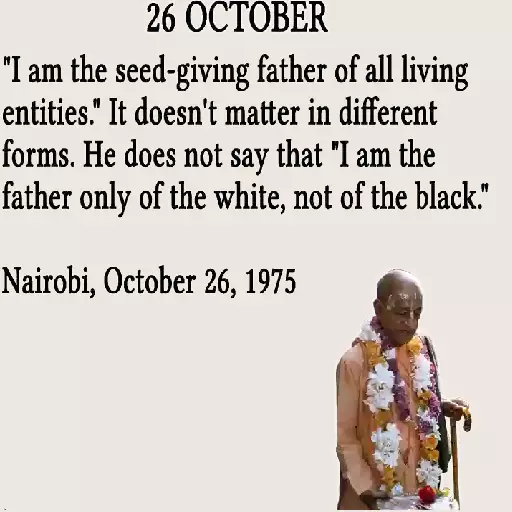 26 OCTOBER
"I am the seed-giving father of all living
entities." It doesn't matter in different
forms. He does not say that "I am the
father only of the white, not of the black."
Nairobi, October 26, 1975